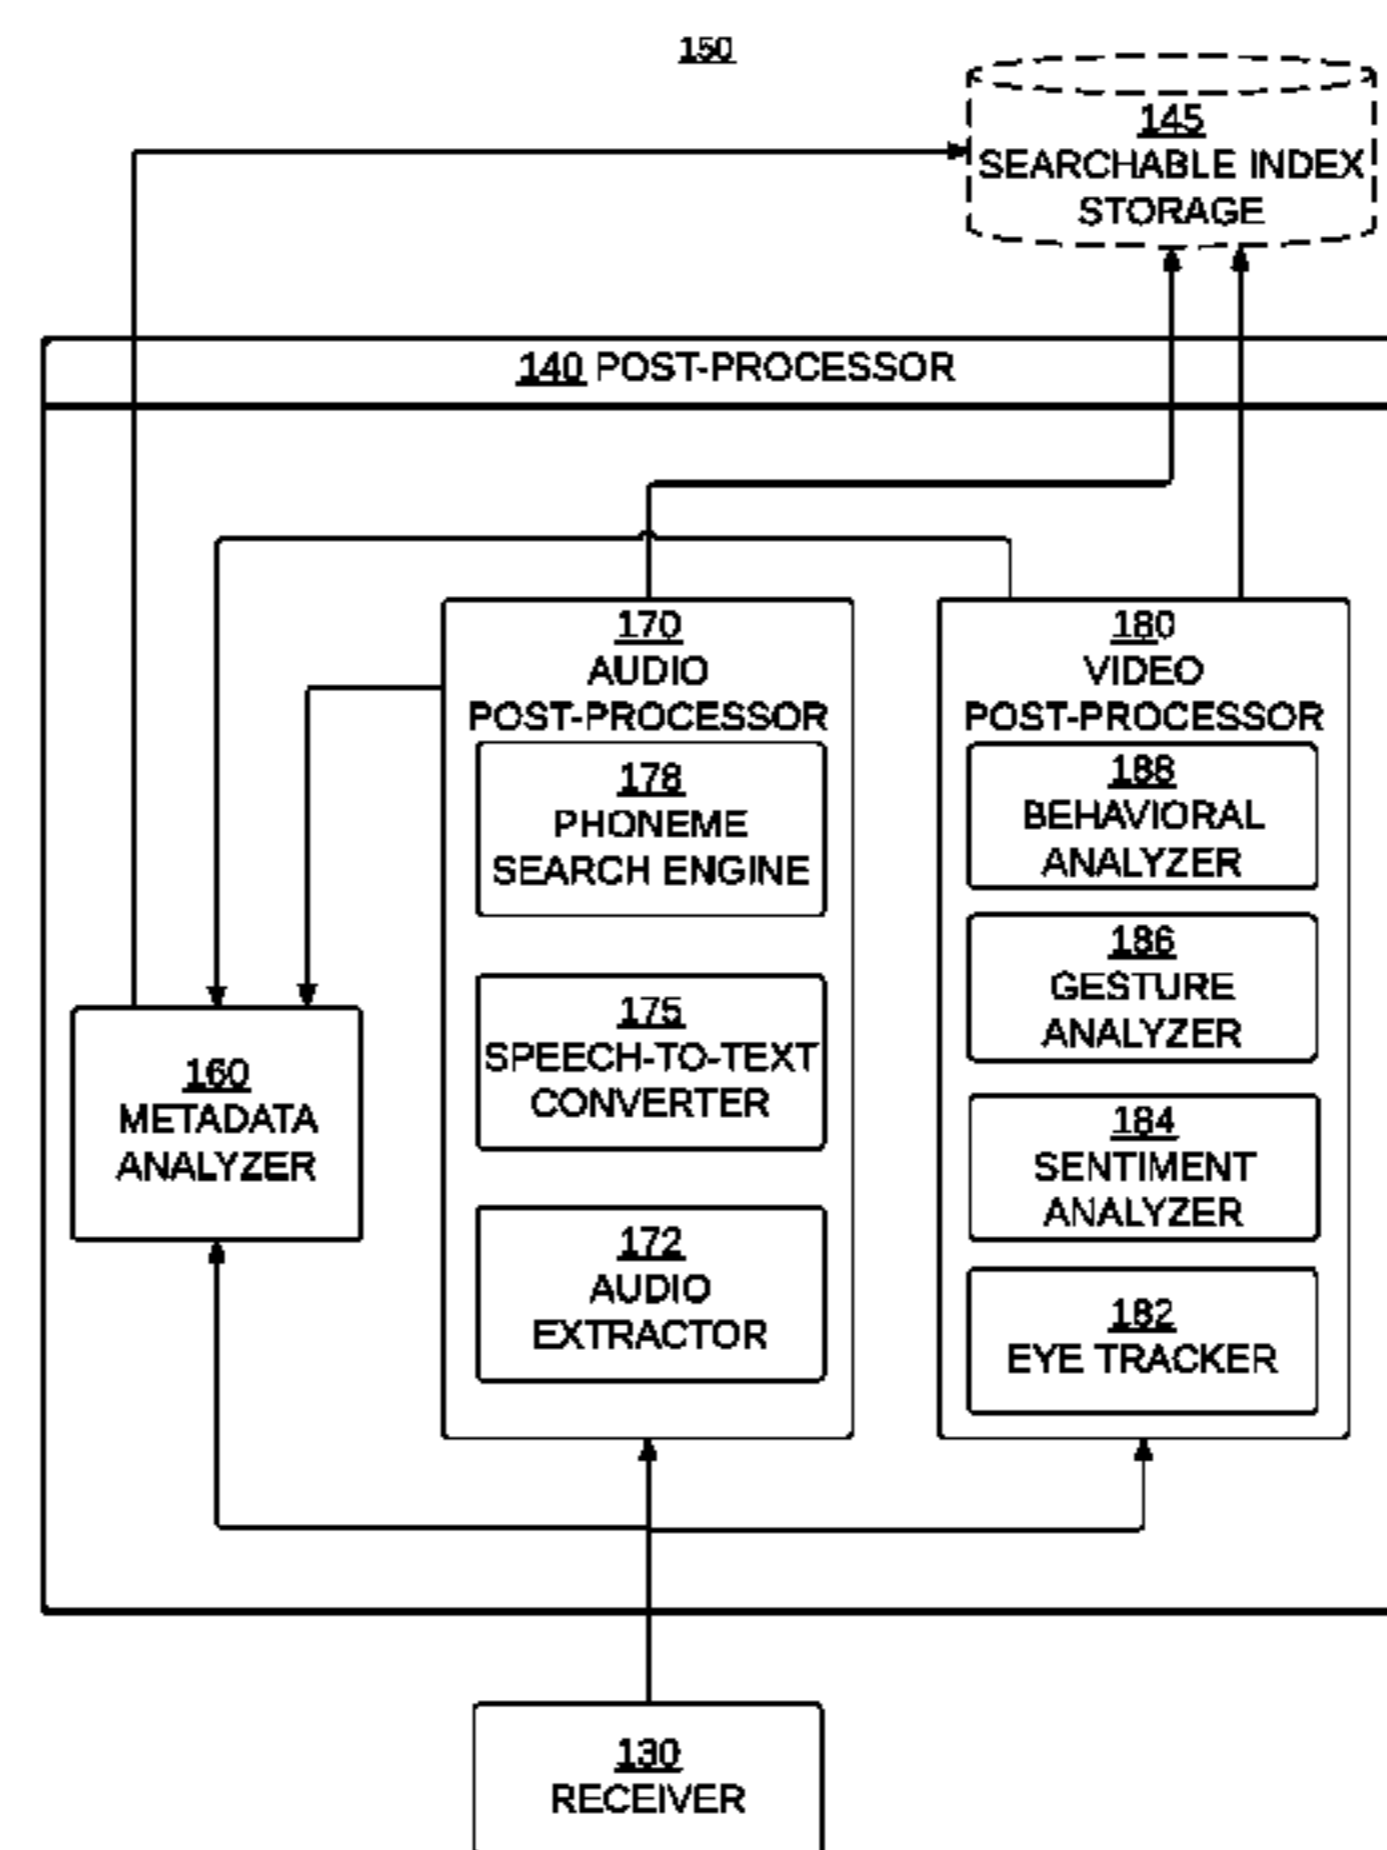 150
145
SEARCHABLE INDEX
STORAGE
140 POST-PROCESSOR
170
AUDIO
POST-PROCESSOR
178
PHONEME
SEARCH ENGINE
175
SPEECH-TO-TEXT
CONVERTER
172
AUDIO
EXTRACTOR
180
VIDEO
POST-PROCESSOR
188
BEHAVIORAL
ANALYZER
186
GESTURE
ANALYZER
184
SENTIMENT
ANALYZER
182
EYE TRACKER
160
METADATA
ANALYZER
130
RECEIVER